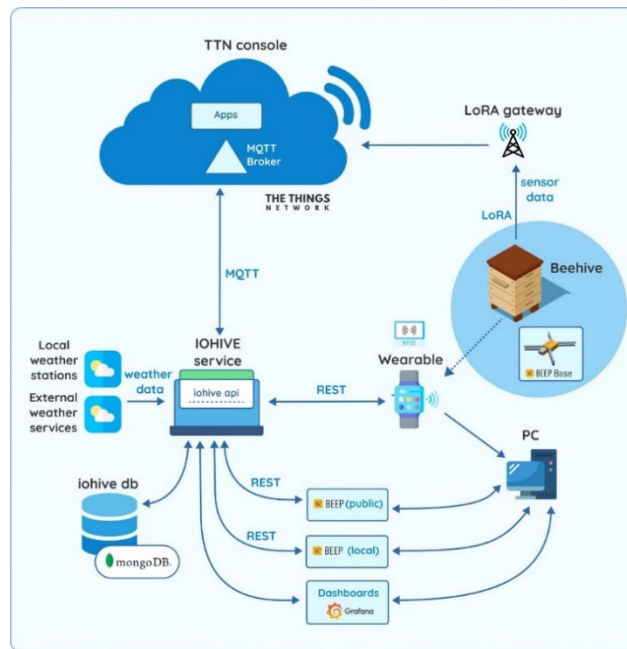 TTN console
Apps
MQTT
Broker
THE THINGS
NETWORK
LoRA gateway
sensor
data
LoRA
Beehive
BEEP Base
MQTT
Local
weather
stations
External
weather
services
weather
data
IOHIVE
service
iohive api
REST
RFID
Wearable
PC
iohive db
mongoDB.
REST
BEEP (public)
REST
BEEP (local)
Dashboards
Grafana